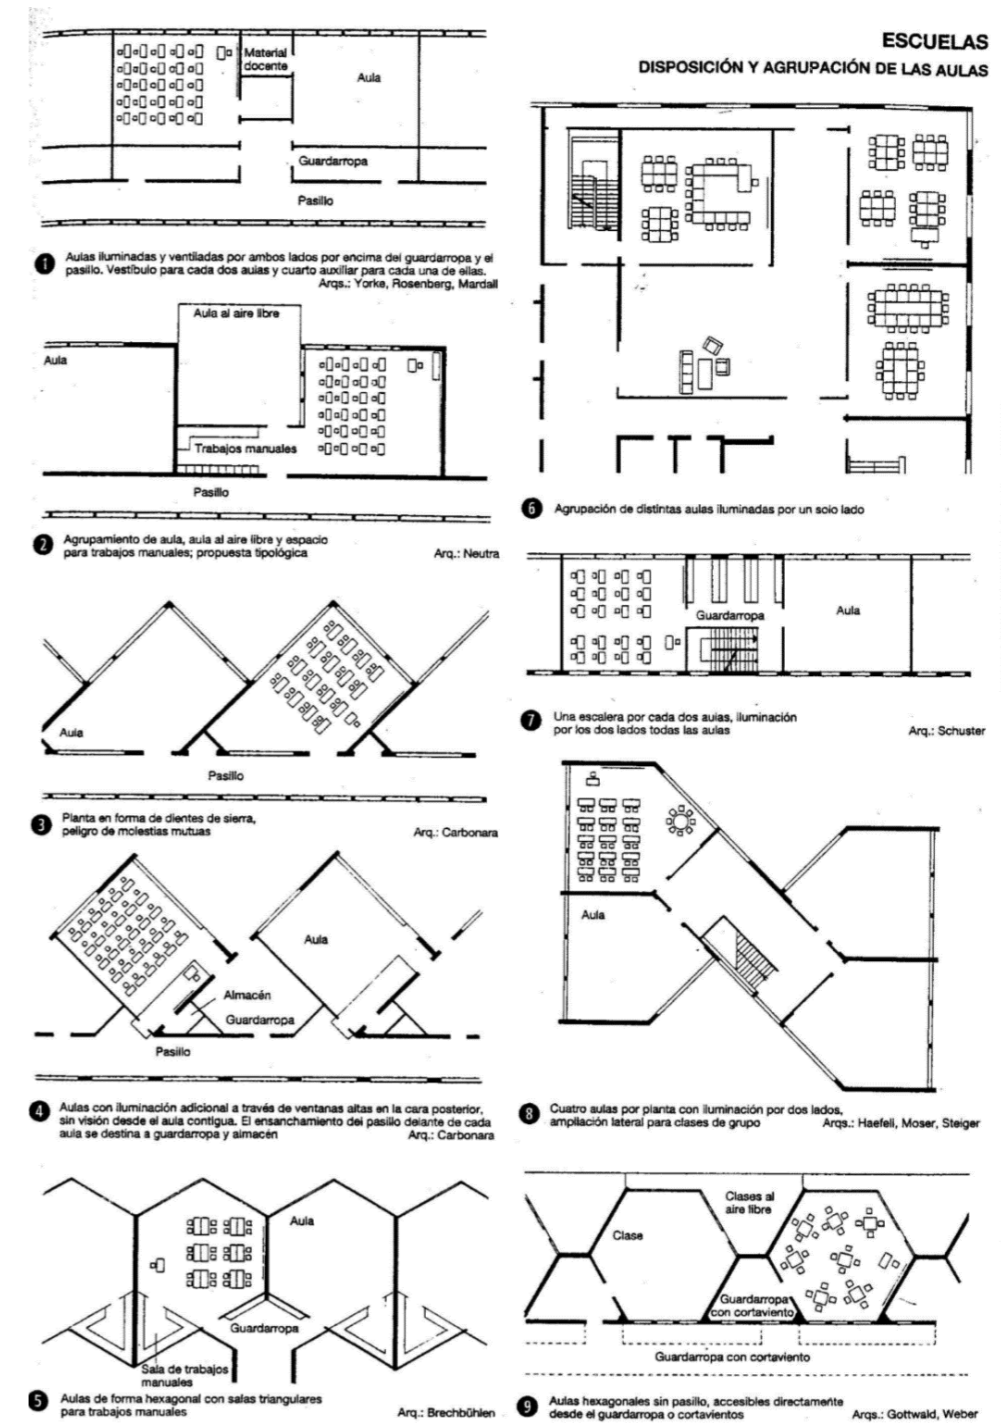 ESCUELAS
DISPOSICIÓN Y AGRUPACIÓN DE LAS AULAS
Material
docente
Aula
Guardarropa
Pasillo
1 Aulas iluminadas y ventiladas por ambos lados por encima del guardarropa y el
pasillo. Vestíbulo para cada dos aulas y cuarto auxiliar para cada una de ellas.
Arqs.: Yorke, Rosenberg, Mardall
Aula al aire libre
Aula
Trabajos manuales
Pasillo
2 Agrupamiento de aula, aula al aire libre y espacio
para trabajos manuales; propuesta tipológica Arq.: Neutra
Aula
Pasillo
3 Planta en forma de dientes de sierra,
peligro de molestias mutuas Arq.: Carbonara
Aula
Almacén
Guardarropa
Pasillo
4 Aulas con iluminación adicional a través de ventanas altas en la cara posterior,
sin visión desde el aula contigua. El ensanchamiento del pasillo delante de cada
aula se destina a guardarropa y almacén Arq.: Carbonara
Aula
Guardarropa
Sala de trabajos
manuales
5 Aulas de forma hexagonal con salas triangulares
para trabajos manuales Arq.: Brechbühlen
6 Agrupación de distintas aulas iluminadas por un solo lado
Guardarropa
Aula
7 Una escalera por cada dos aulas, iluminación
por los dos lados todas las aulas Arq.: Schuster
Aula
8 Cuatro aulas por planta con iluminación por dos lados,
ampliación lateral para clases de grupo Arqs.: Haefeli, Moser, Steiger
Clases al
aire libre
Clase
Guardarropa
con cortaviento
Guardarropa con cortaviento
9 Aulas hexagonales sin pasillo, accesibles directamente
desde el guardarropa o cortavientos Arqs.: Gottwald, Weber